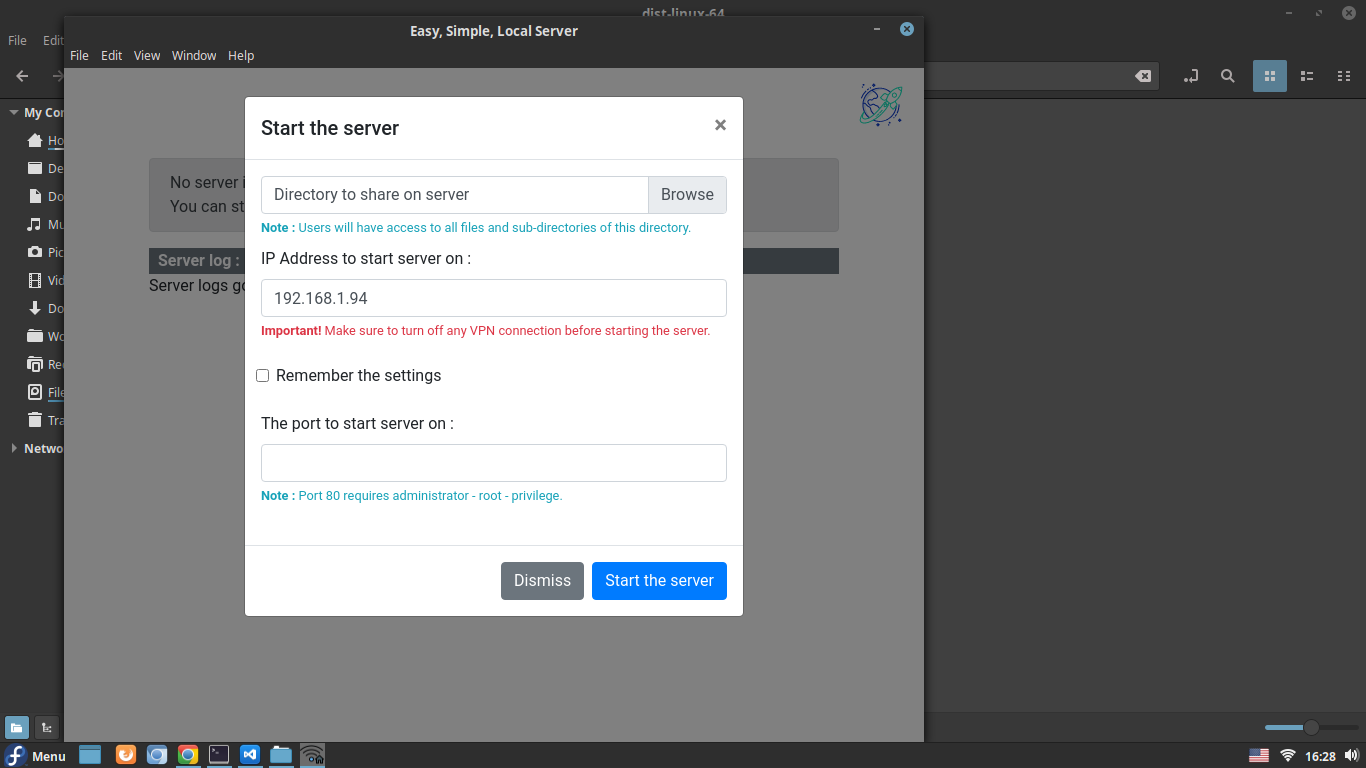 dist-linux-64
File Edit
Easy, Simple, Local Server
File Edit View Window Help
My Co
Ho
De
Do
Mu
Pic
Vid
Do
Wo
Re
File
Tra
Netwo
No server i
You can st
Server log :
Server logs g
Start the server
×
Directory to share on server Browse
Note : Users will have access to all files and sub-directories of this directory.
IP Address to start server on :
192.168.1.94
Important! Make sure to turn off any VPN connection before starting the server.
Remember the settings
The port to start server on :
Note : Port 80 requires administrator - root - privilege.
Dismiss Start the server
Menu
16:28